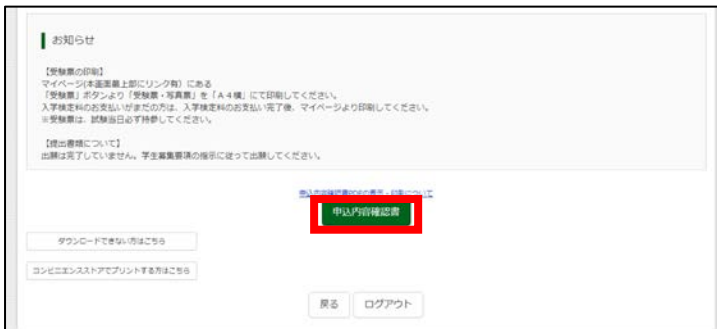 お知らせ
【受験票の印刷】
マイページ(本画面最上部にリンク有)にある
「受験票」ボタンより「受験票・写真票」を「A4横」にて印刷してください。
入学検定料のお支払いがまだの方は、入学検定料のお支払い完了後、マイページより印刷してください。
※受験票は、試験当日必ず持参してください。
【提出書類について】
出願は完了していません。学生募集要項の指示に従って出願してください。
申込内容確認書PDFの表示・印刷について
申込内容確認書
ダウンロードできない方はこちら
コンビニエンスストアでプリントする方はこちら
戻る
ログアウト